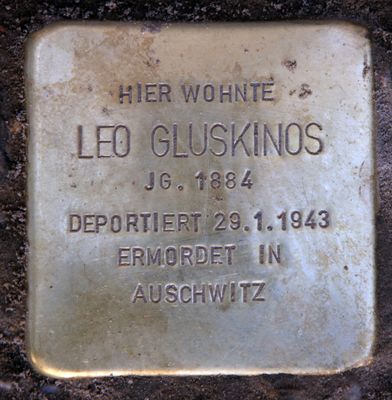 HIER WOHNTE
LEO GLUSKINOS
JG. 1884
DEPORTIERT 29.1.1943
ERMORDET IN
AUSCHWITZ